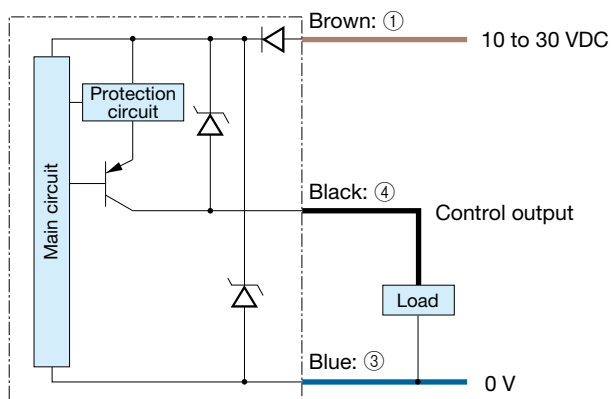 Brown: ①
10 to 30 VDC
Protection
circuit
Main circuit
Black: ④
Control output
Load
Blue: ③
0 V